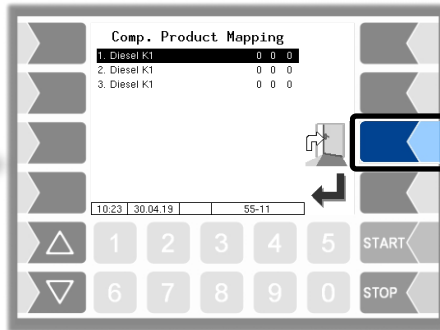 Comp. Product Mapping
1. Diesel K1 0 0 0
2. Diesel K1 0 0 0
3. Diesel K1 0 0 0
10:23 30.04.19 55-11
1 2 3 4 5 START
6 7 8 9 0 STOP